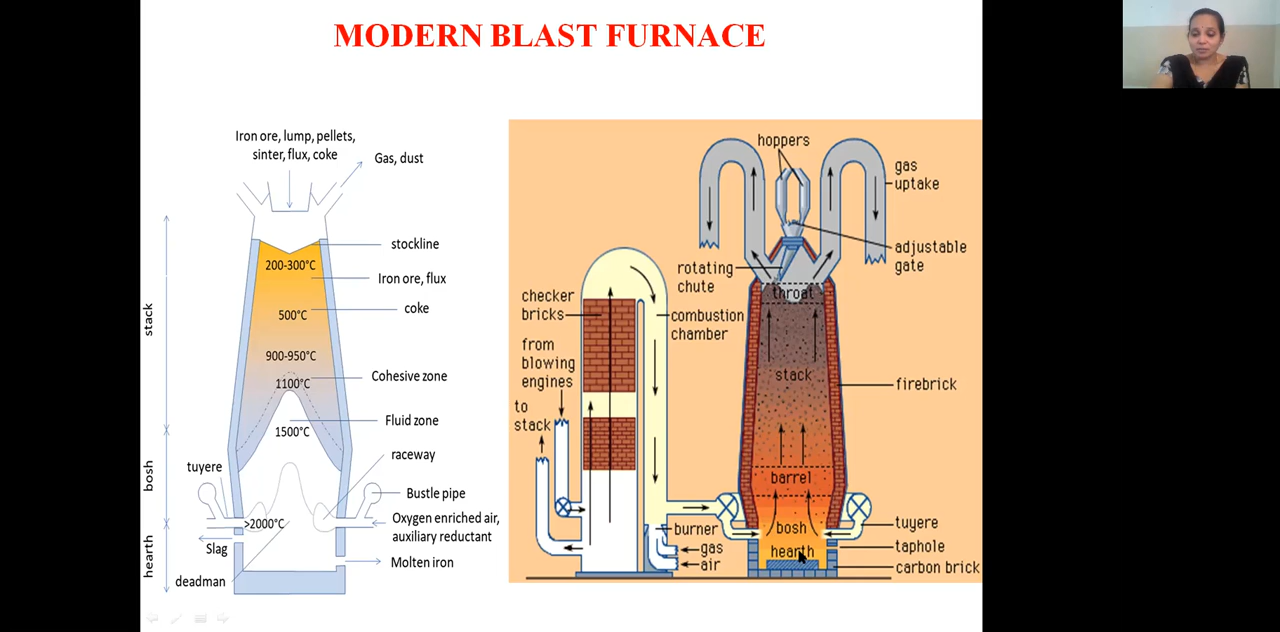 MODERN BLAST FURNACE
Iron ore, lump, pellets,
sinter, flux, coke
Gas, dust
stockline
200-300°C
Iron ore, flux
coke
500°C
900-950°C
Cohesive zone
1100°C
Fluid zone
1500°C
raceway
tuyere
Bustle pipe
>2000°C
Oxygen enriched air,
auxiliary reductant
Slag
Molten iron
deadman
stack
bosh
hearth
hoppers
gas
uptake
adjustable
gate
rotating
chute
throat
checker
bricks
combustion
chamber
from
blowing
engines
stack
firebrick
to
stack
barrel
burner
bosh
tuyere
gas
hearth
taphole
air
carbon brick